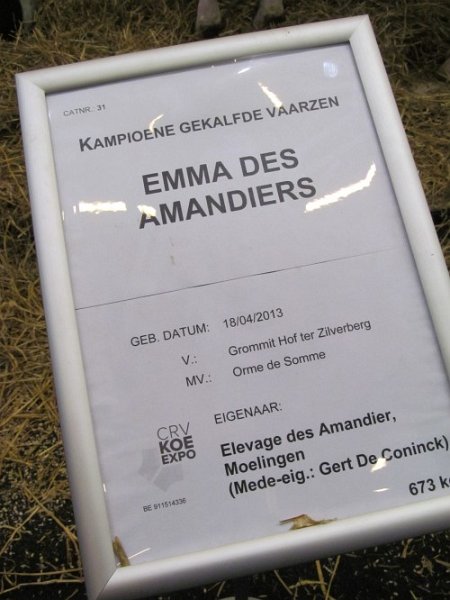 CATNR. 31
KAMPIOENE GEKALFDE VAARZEN
EMMA DES
AMANDIERS
GEB. DATUM: 18/04/2013
V.: Grommit Hof ter Zilverberg
MV.: Orme de Somme
CRV
KOE
EXPO
EIGENAAR:
Elevage des Amandier,
Moelingen
(Mede-eig.: Gert De Coninck)
BE 911514336
673